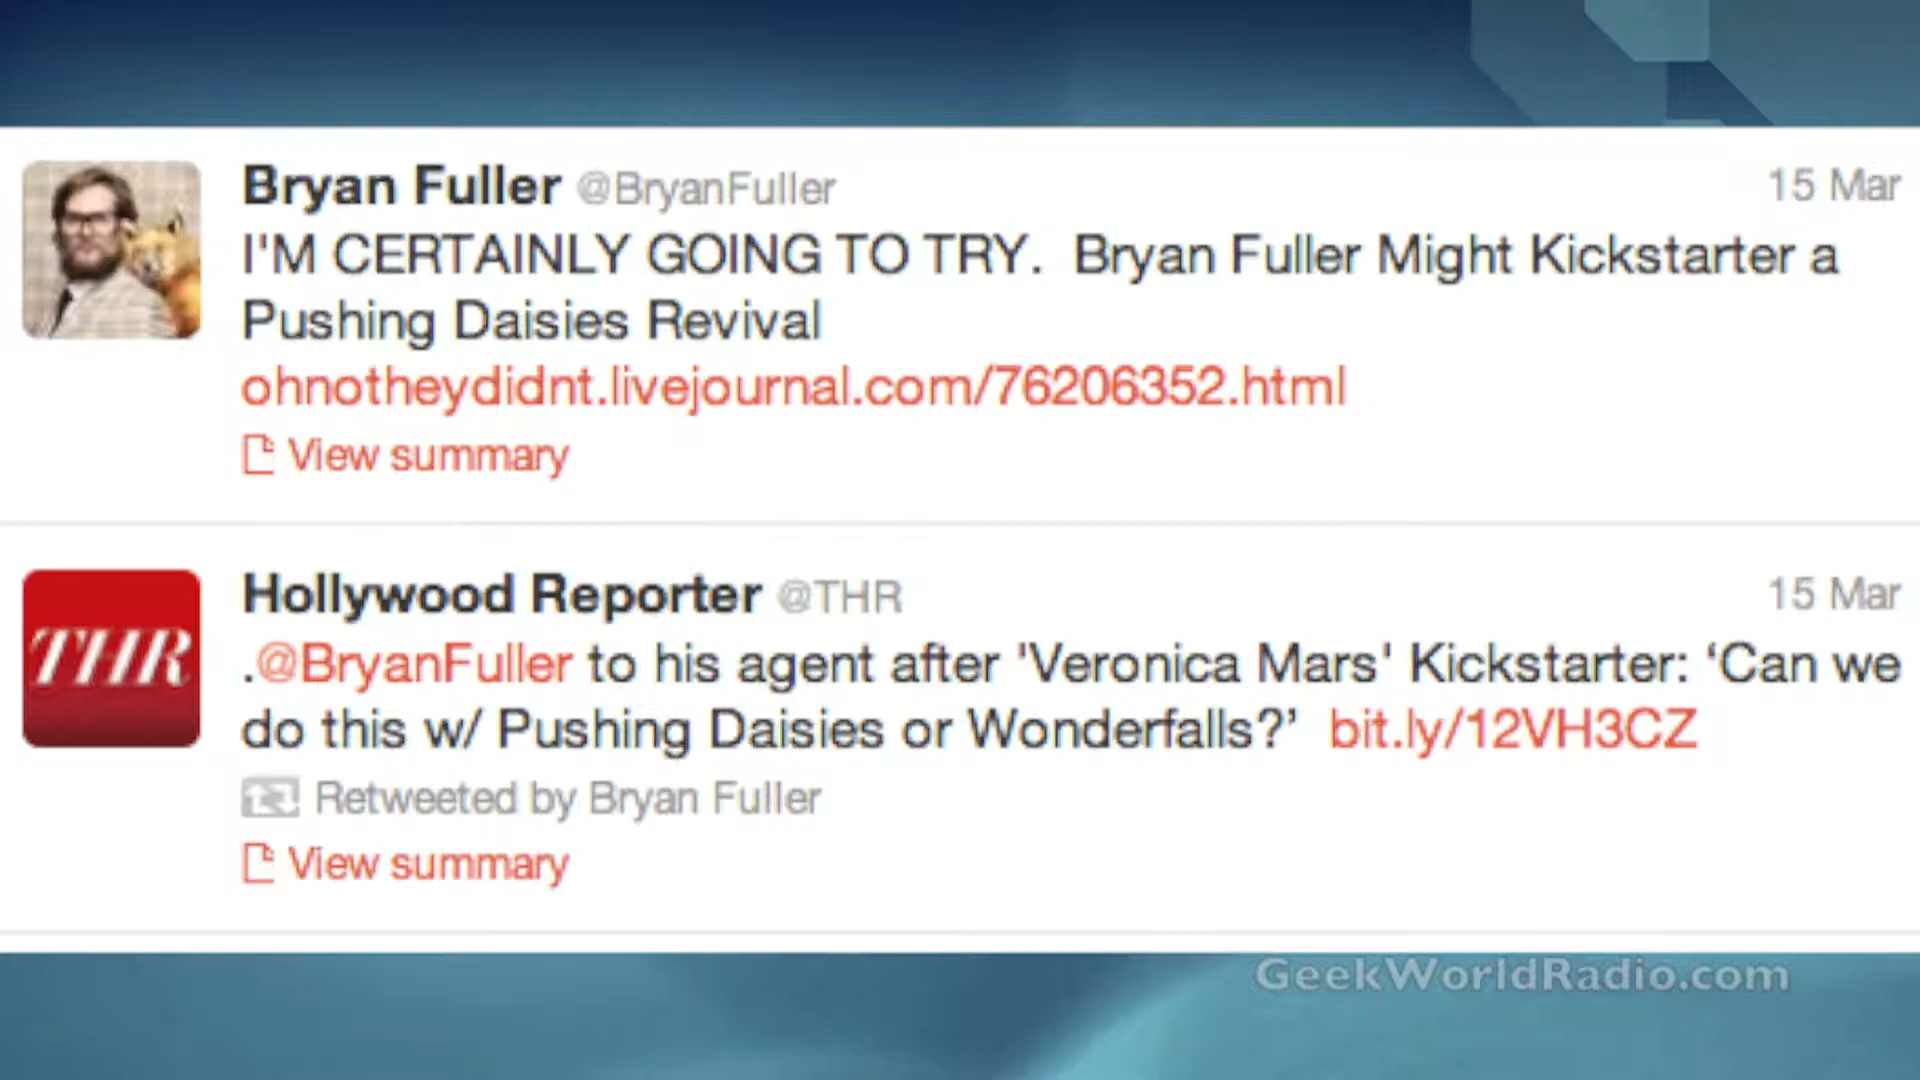 Bryan Fuller @BryanFuller 15 Mar
I'M CERTAINLY GOING TO TRY.  Bryan Fuller Might Kickstarter a
Pushing Daisies Revival
ohnotheydidnt.livejournal.com/76206352.html
View summary
THR
Hollywood Reporter @THR 15 Mar
.@BryanFuller to his agent after 'Veronica Mars' Kickstarter: ‘Can we
do this w/ Pushing Daisies or Wonderfalls?’  bit.ly/12VH3CZ
Retweeted by Bryan Fuller
View summary
GeekWorldRadio.com